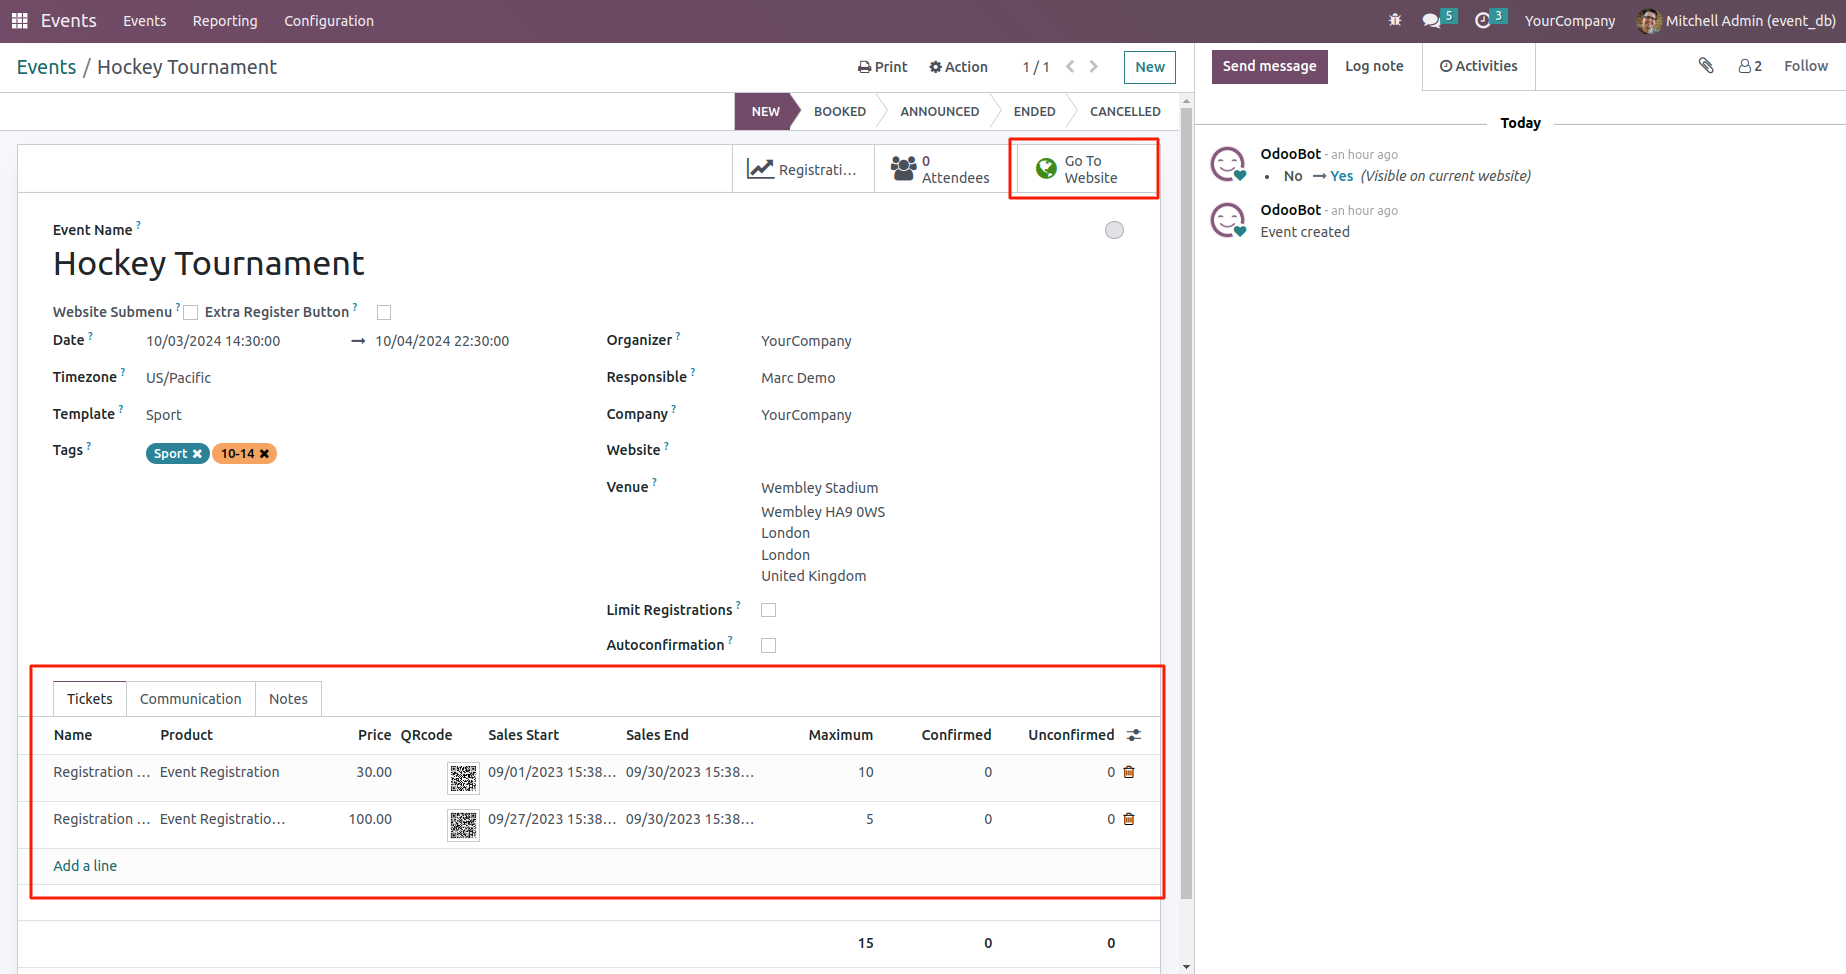 Events Events Reporting Configuration 5 3 YourCompany Mitchell Admin (event_db)
Events / Hockey Tournament Print Action 1 / 1 New
Send message Log note Activities 2 Follow
NEW BOOKED ANNOUNCED ENDED CANCELLED
Registrati... 0 Attendees Go To Website
Today
OdooBot - an hour ago
• No → Yes (Visible on current website)
OdooBot - an hour ago
Event created
Event Name ?
Hockey Tournament
Website Submenu ? Extra Register Button ?
Date ? 10/03/2024 14:30:00 → 10/04/2024 22:30:00
Timezone ? US/Pacific
Template ? Sport
Tags ? Sport ✖ 10-14 ✖
Organizer ? YourCompany
Responsible ? Marc Demo
Company ? YourCompany
Website ?
Venue ? Wembley Stadium
Wembley HA9 0WS
London
London
United Kingdom
Limit Registrations ?
Autoconfirmation ?
Tickets Communication Notes
Name Product Price QRcode Sales Start Sales End Maximum Confirmed Unconfirmed
Registration ... Event Registration 30.00 09/01/2023 15:38... 09/30/2023 15:38... 10 0 0
Registration ... Event Registratio... 100.00 09/27/2023 15:38... 09/30/2023 15:38... 5 0 0
Add a line
15 0 0